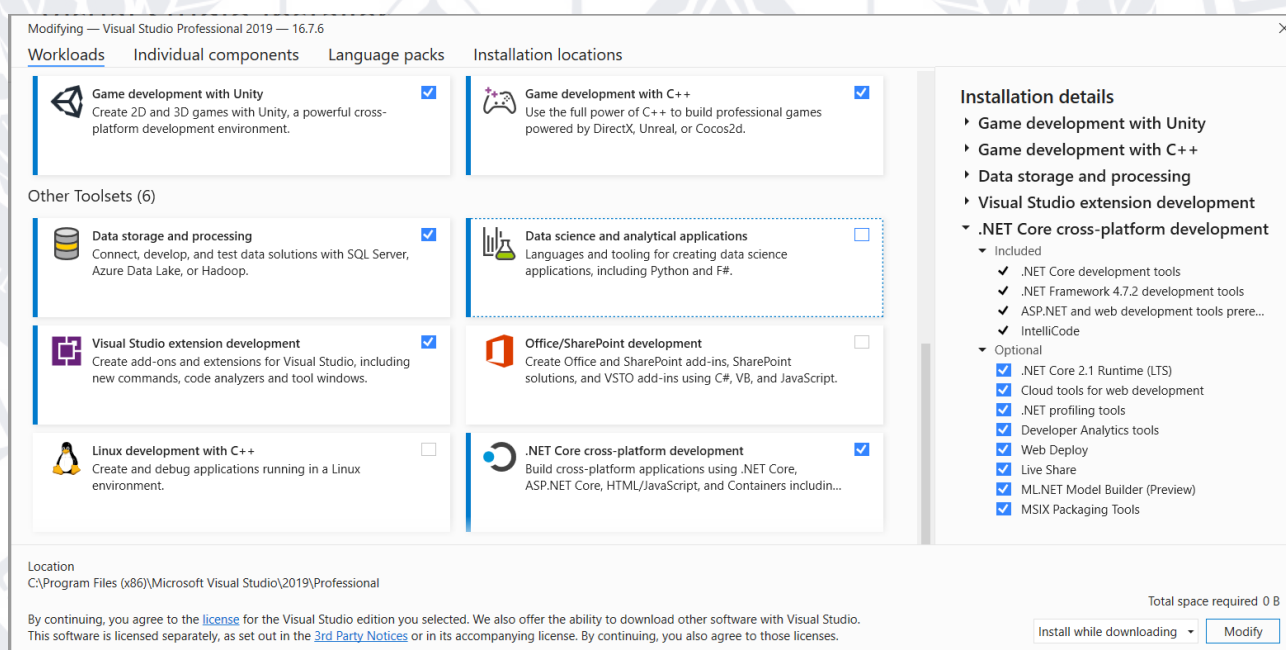 Modifying — Visual Studio Professional 2019 — 16.7.6
Workloads Individual components Language packs Installation locations
Game development with Unity
Create 2D and 3D games with Unity, a powerful cross-
platform development environment.
Game development with C++
Use the full power of C++ to build professional games
powered by DirectX, Unreal, or Cocos2d.
Other Toolsets (6)
Data storage and processing
Connect, develop, and test data solutions with SQL Server,
Azure Data Lake, or Hadoop.
Data science and analytical applications
Languages and tooling for creating data science
applications, including Python and F#.
Visual Studio extension development
Create add-ons and extensions for Visual Studio, including
new commands, code analyzers and tool windows.
Office/SharePoint development
Create Office and SharePoint add-ins, SharePoint
solutions, and VSTO add-ins using C#, VB, and JavaScript.
Linux development with C++
Create and debug applications running in a Linux
environment.
.NET Core cross-platform development
Build cross-platform applications using .NET Core,
ASP.NET Core, HTML/JavaScript, and Containers includin...
Installation details
Game development with Unity
Game development with C++
Data storage and processing
Visual Studio extension development
.NET Core cross-platform development
Included
.NET Core development tools
.NET Framework 4.7.2 development tools
ASP.NET and web development tools prere...
IntelliCode
Optional
.NET Core 2.1 Runtime (LTS)
Cloud tools for web development
.NET profiling tools
Developer Analytics tools
Web Deploy
Live Share
ML.NET Model Builder (Preview)
MSIX Packaging Tools
Location
C:\Program Files (x86)\Microsoft Visual Studio\2019\Professional
By continuing, you agree to the license for the Visual Studio edition you selected. We also offer the ability to download other software with Visual Studio.
This software is licensed separately, as set out in the 3rd Party Notices or in its accompanying license. By continuing, you also agree to those licenses.
Total space required 0 B
Install while downloading Modify